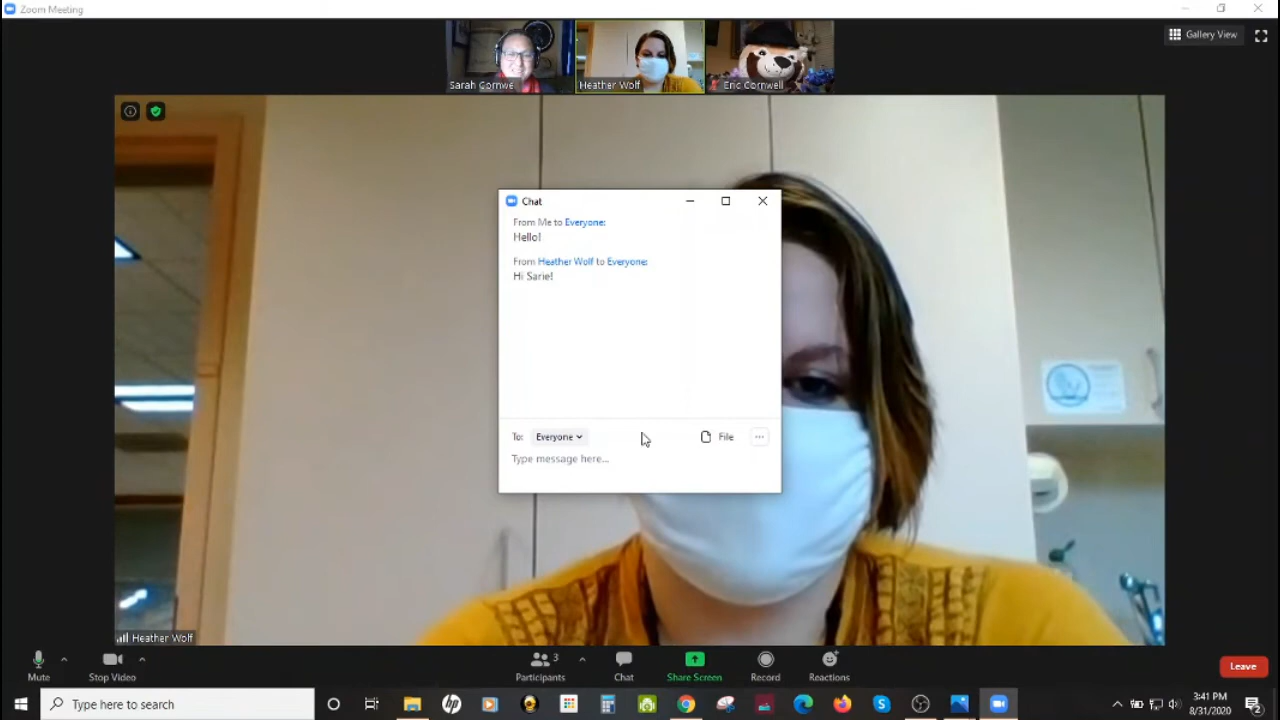 Zoom Meeting
Gallery View
Sarah Cornwel
Heather Wolf
Eric Cornwell
Chat
From Me to Everyone:
Hello!
From Heather Wolf to Everyone:
Hi Sarie!
To: Everyone
File
Type message here...
Heather Wolf
Mute
Stop Video
3
Participants
Chat
Share Screen
Record
Reactions
Leave
Type here to search
3:41 PM
8/31/2020
2